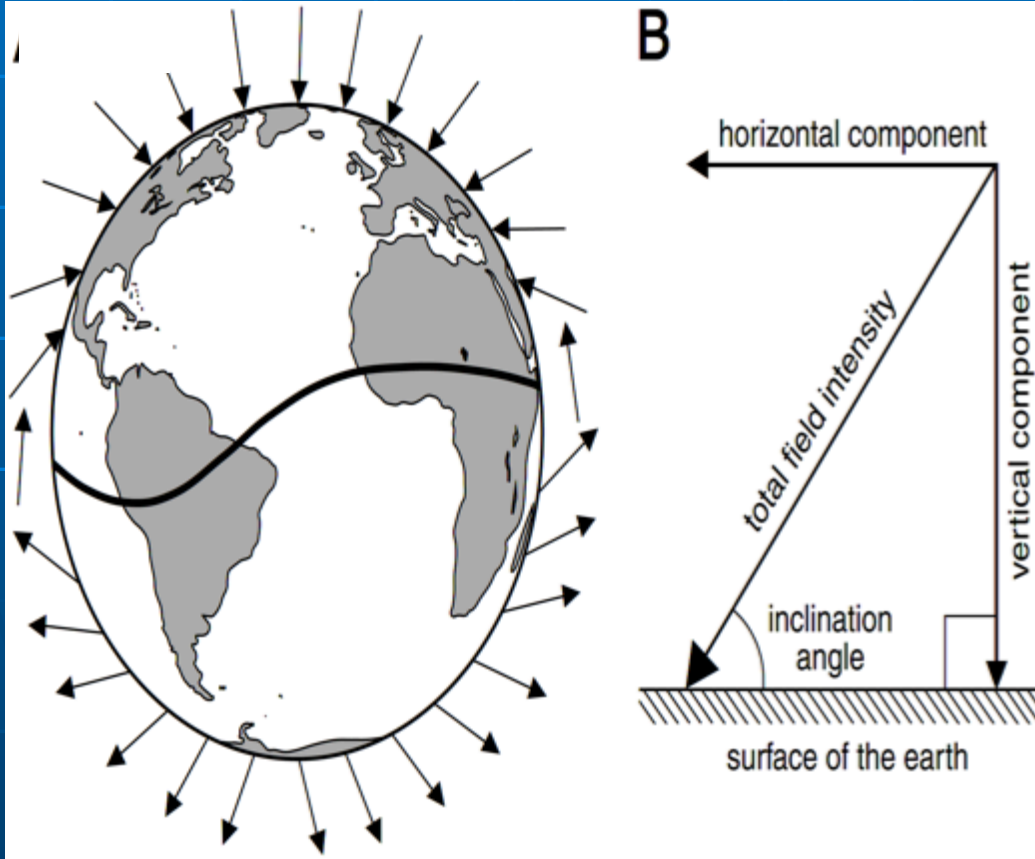 B
horizontal component
total field intensity
vertical component
inclination
angle
surface of the earth